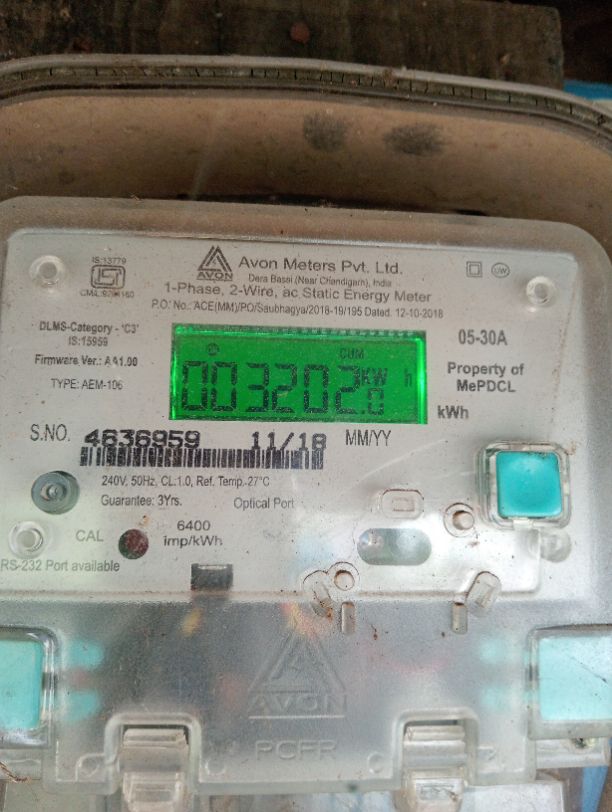 IS:13779
ISI
AVON
Avon Meters Pvt. Ltd.
Dera Bassi (Near Chandigarh), India
1-Phase, 2-Wire, ac Static Energy Meter
P.O. No.: ACE(MM)/PO/Saubhagya/2018-19/195 Dated. 12-10-2018
DLMS-Category - 'C3'
IS:15959
Firmware Ver.: AA1.00
TYPE: AEM-106
CUM
003202.0 KW h
05-30A
Property of
MePDCL
kWh
S.NO. 4636959 11/18 MM/YY
240V, 50Hz, CL:1.0, Ref. Temp.-27°C
Guarantee: 3Yrs. Optical Port
CAL
6400
imp/kWh
RS-232 Port available
AVON